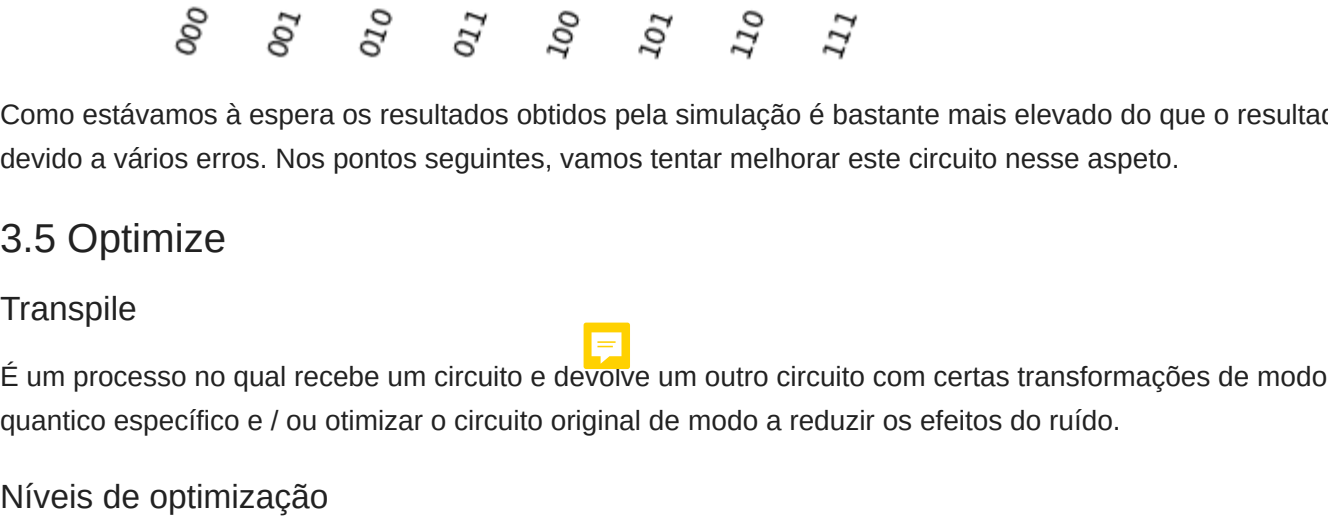 000 001 010 011 100 101 110 111
Como estávamos à espera os resultados obtidos pela simulação é bastante mais elevado do que o
devido a vários erros. Nos pontos seguintes, vamos tentar melhorar este circuito nesse aspeto.
3.5 Optimize
Transpile
É um processo no qual recebe um circuito e devolve um outro circuito com certas transformações de modo
quantico específico e / ou otimizar o circuito original de modo a reduzir os efeitos do ruído.
Níveis de optimização